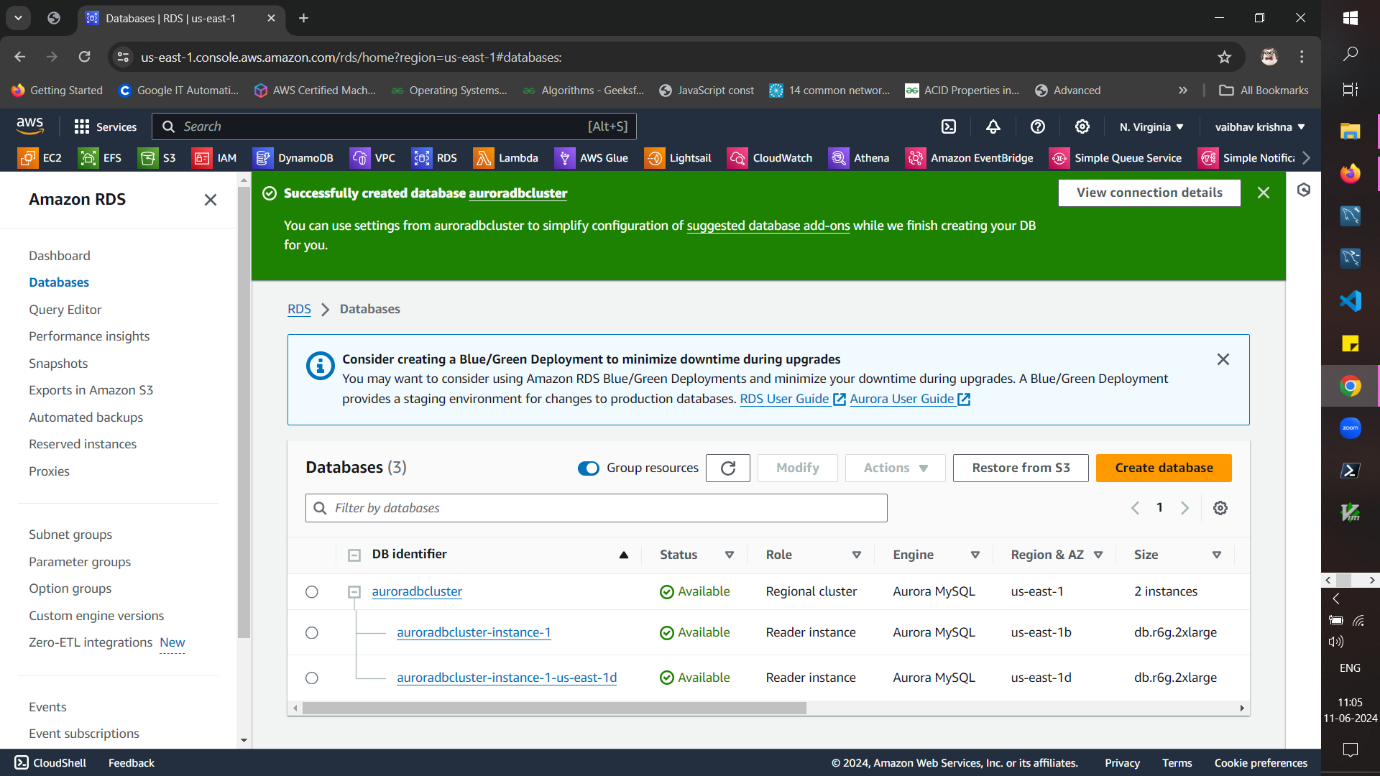 Databases | RDS | us-east-1
us-east-1.console.aws.amazon.com/rds/home?region=us-east-1#databases:
Getting Started
Google IT Automati...
AWS Certified Mach...
Operating Systems...
Algorithms - Geeksf...
JavaScript const
14 common networ...
ACID Properties in...
Advanced
»
All Bookmarks
aws
Services
Search
[Alt+S]
N. Virginia
vaibhav krishna
EC2
EFS
S3
IAM
DynamoDB
VPC
RDS
Lambda
AWS Glue
Lightsail
CloudWatch
Athena
Amazon EventBridge
Simple Queue Service
Simple Notifica
Amazon RDS
Dashboard
Databases
Query Editor
Performance insights
Snapshots
Exports in Amazon S3
Automated backups
Reserved instances
Proxies
Subnet groups
Parameter groups
Option groups
Custom engine versions
Zero-ETL integrations New
Events
Event subscriptions
Successfully created database auroradbcluster
View connection details
You can use settings from auroradbcluster to simplify configuration of suggested database add-ons while we finish creating your DB
for you.
RDS > Databases
Consider creating a Blue/Green Deployment to minimize downtime during upgrades
You may want to consider using Amazon RDS Blue/Green Deployments and minimize your downtime during upgrades. A Blue/Green Deployment
provides a staging environment for changes to production databases. RDS User Guide Aurora User Guide
Databases (3)
Group resources
Modify
Actions
Restore from S3
Create database
Filter by databases
1
DB identifier Status Role Engine Region & AZ Size
auroradbcluster Available Regional cluster Aurora MySQL us-east-1 2 instances
auroradbcluster-instance-1 Available Reader instance Aurora MySQL us-east-1b db.r6g.2xlarge
auroradbcluster-instance-1-us-east-1d Available Reader instance Aurora MySQL us-east-1d db.r6g.2xlarge
CloudShell
Feedback
© 2024, Amazon Web Services, Inc. or its affiliates.
Privacy
Terms
Cookie preferences
zoom
ENG
11:05
11-06-2024